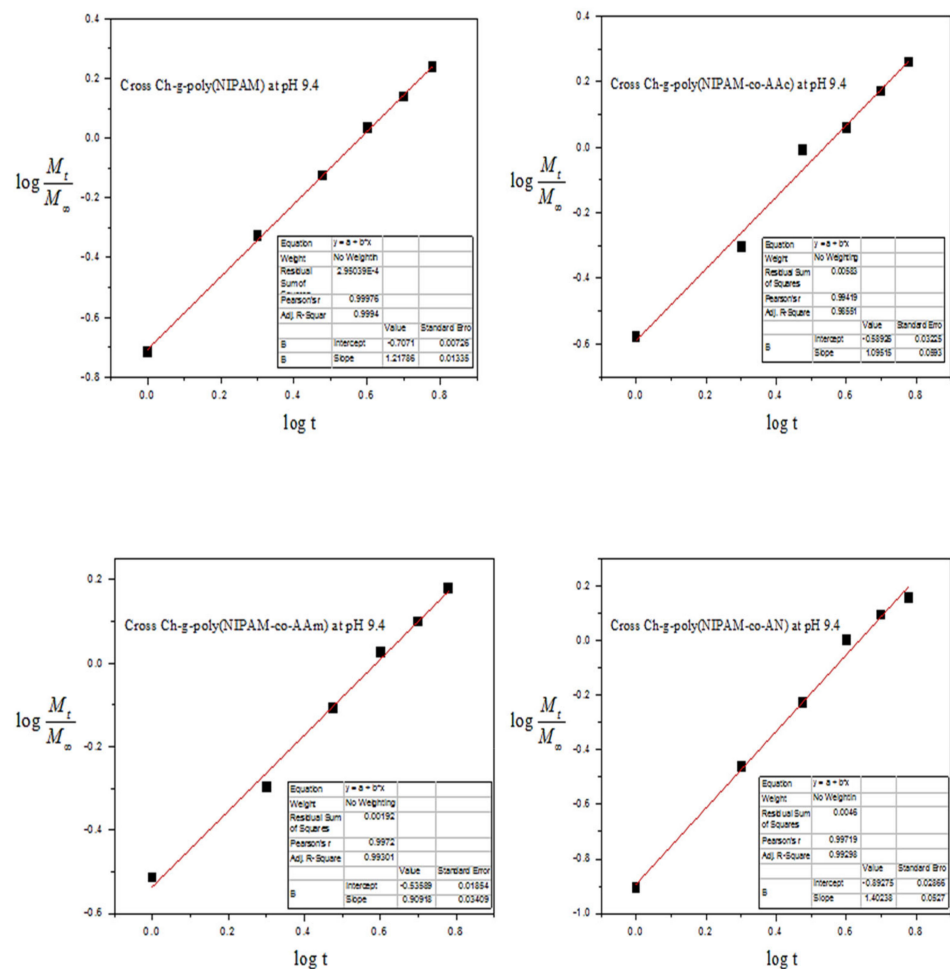 Cross Ch-g-poly(NIPAM) at pH 9.4
log M_t / M_∞
0.4
0.2
0.0
-0.2
-0.4
-0.6
-0.8
0.0 0.2 0.4 0.6 0.8
log t
Equation y = a + b*x
Weight No Weightin
Residual Sum of
Pearson's r 0.99976
Adj. R-Squar 0.9994
Value Standard Erro
B Intercept -0.7071 0.00726
B Slope 1.21786 0.01335
Cross Ch-g-poly(NIPAM-co-AAc) at pH 9.4
log M_t / M_∞
0.4
0.2
0.0
-0.2
-0.4
-0.6
0.0 0.2 0.4 0.6 0.8
log t
Equation y = a + b*x
Weight No Weighting
Residual Sum of Squares 0.00583
Pearson's r 0.99419
Value Standard Erro
B Intercept 0.03225
Slope 1.09515 0.0593
Cross Ch-g-poly(NIPAM-co-AAm) at pH 9.4
log M_t / M_∞
0.2
0.0
-0.2
-0.4
-0.6
0.0 0.2 0.4 0.6 0.8
log t
Equation y = a + b*x
Weight No Weighting
Residual Sum of Squares 0.00192
Pearson's r 0.9972
Adj. R-Square 0.99301
Value Standard Error
B Intercept -0.53589 0.01854
Slope 0.90918 0.03409
Cross Ch-g-poly(NIPAM-co-AN) at pH 9.4
log M_t / M_∞
0.2
0.0
-0.2
-0.4
-0.6
-0.8
-1.0
0.0 0.2 0.4 0.6 0.8
log t
Equation y = a + b*x
Weight No Weightin
Residual Sum of Squares 0.0046
Pearson's r 0.99719
Adj. R-Square 0.99298
Value Standard Erro
B Intercept -0.89275 0.02866
Slope 1.40238 0.0527